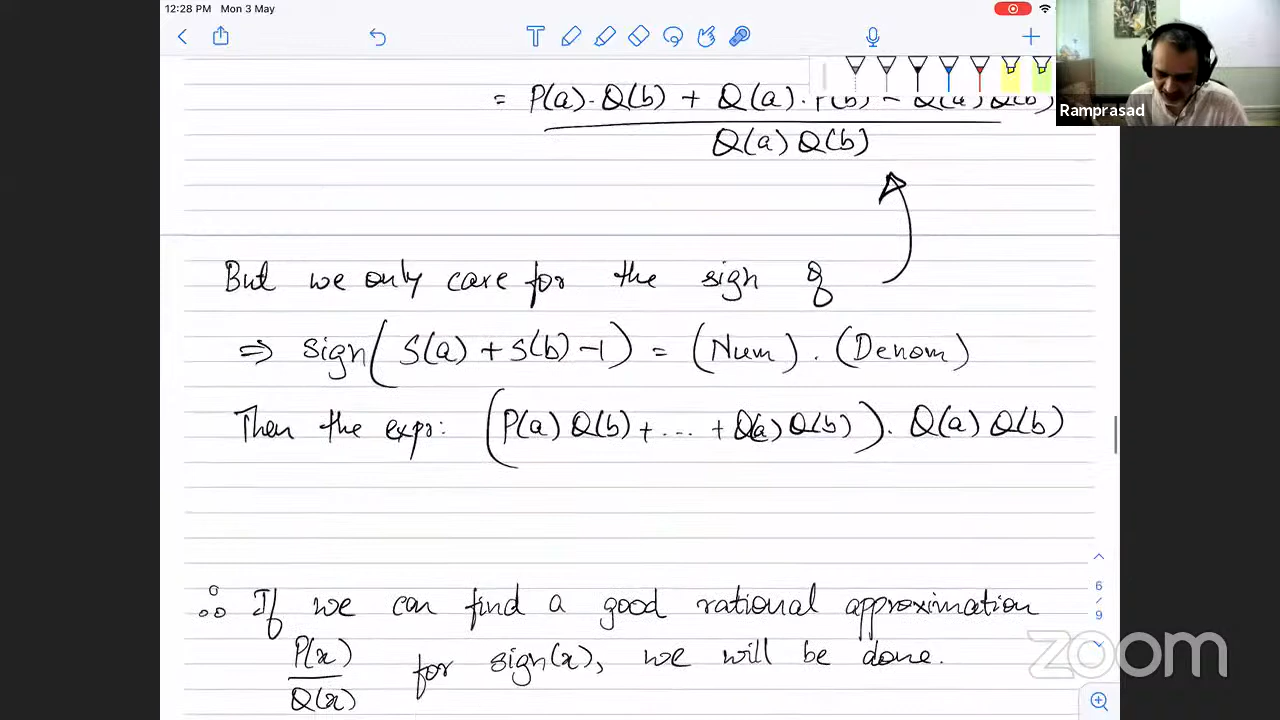 12:28 PM Mon 3 May
= P(a)·Q(b) + Q(a)·P(b) - Q(a)Q(b)
Q(a)Q(b)
Ramprasad
But we only care for the sign of
⇒ sign(S(a) + S(b) - 1) = (Num) · (Denom)
Then the expr: (P(a)Q(b) + ... + Q(a)Q(b)) · Q(a)Q(b)
∴ If we can find a good rational approximation
P(x)/Q(x) for sign(x), we will be done.
6/9
zoom